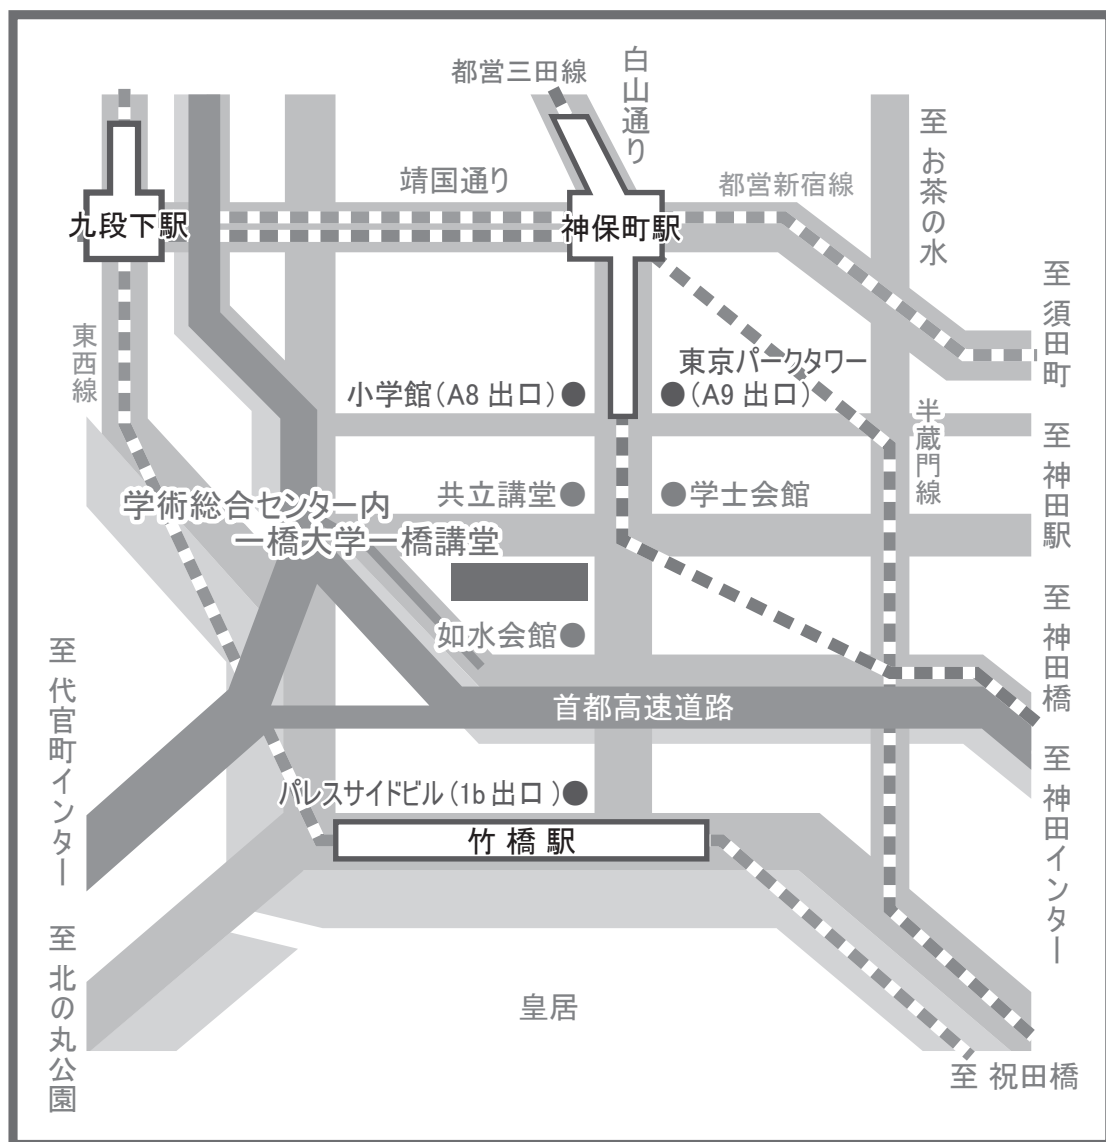 都営三田線
白山通り
至 お茶の水
靖国通り
都営新宿線
九段下駅
神保町駅
至 須田町
東西線
小学館(A8 出口)
東京パークタワー
(A9 出口)
半蔵門線
至 神田駅
学術総合センター内
一橋大学一橋講堂
共立講堂
学士会館
如水会館
至 神田橋
至 代官町インター
首都高速道路
至 神田インター
パレスサイドビル(1b 出口 )
竹 橋 駅
至 北の丸公園
皇居
至 祝田橋